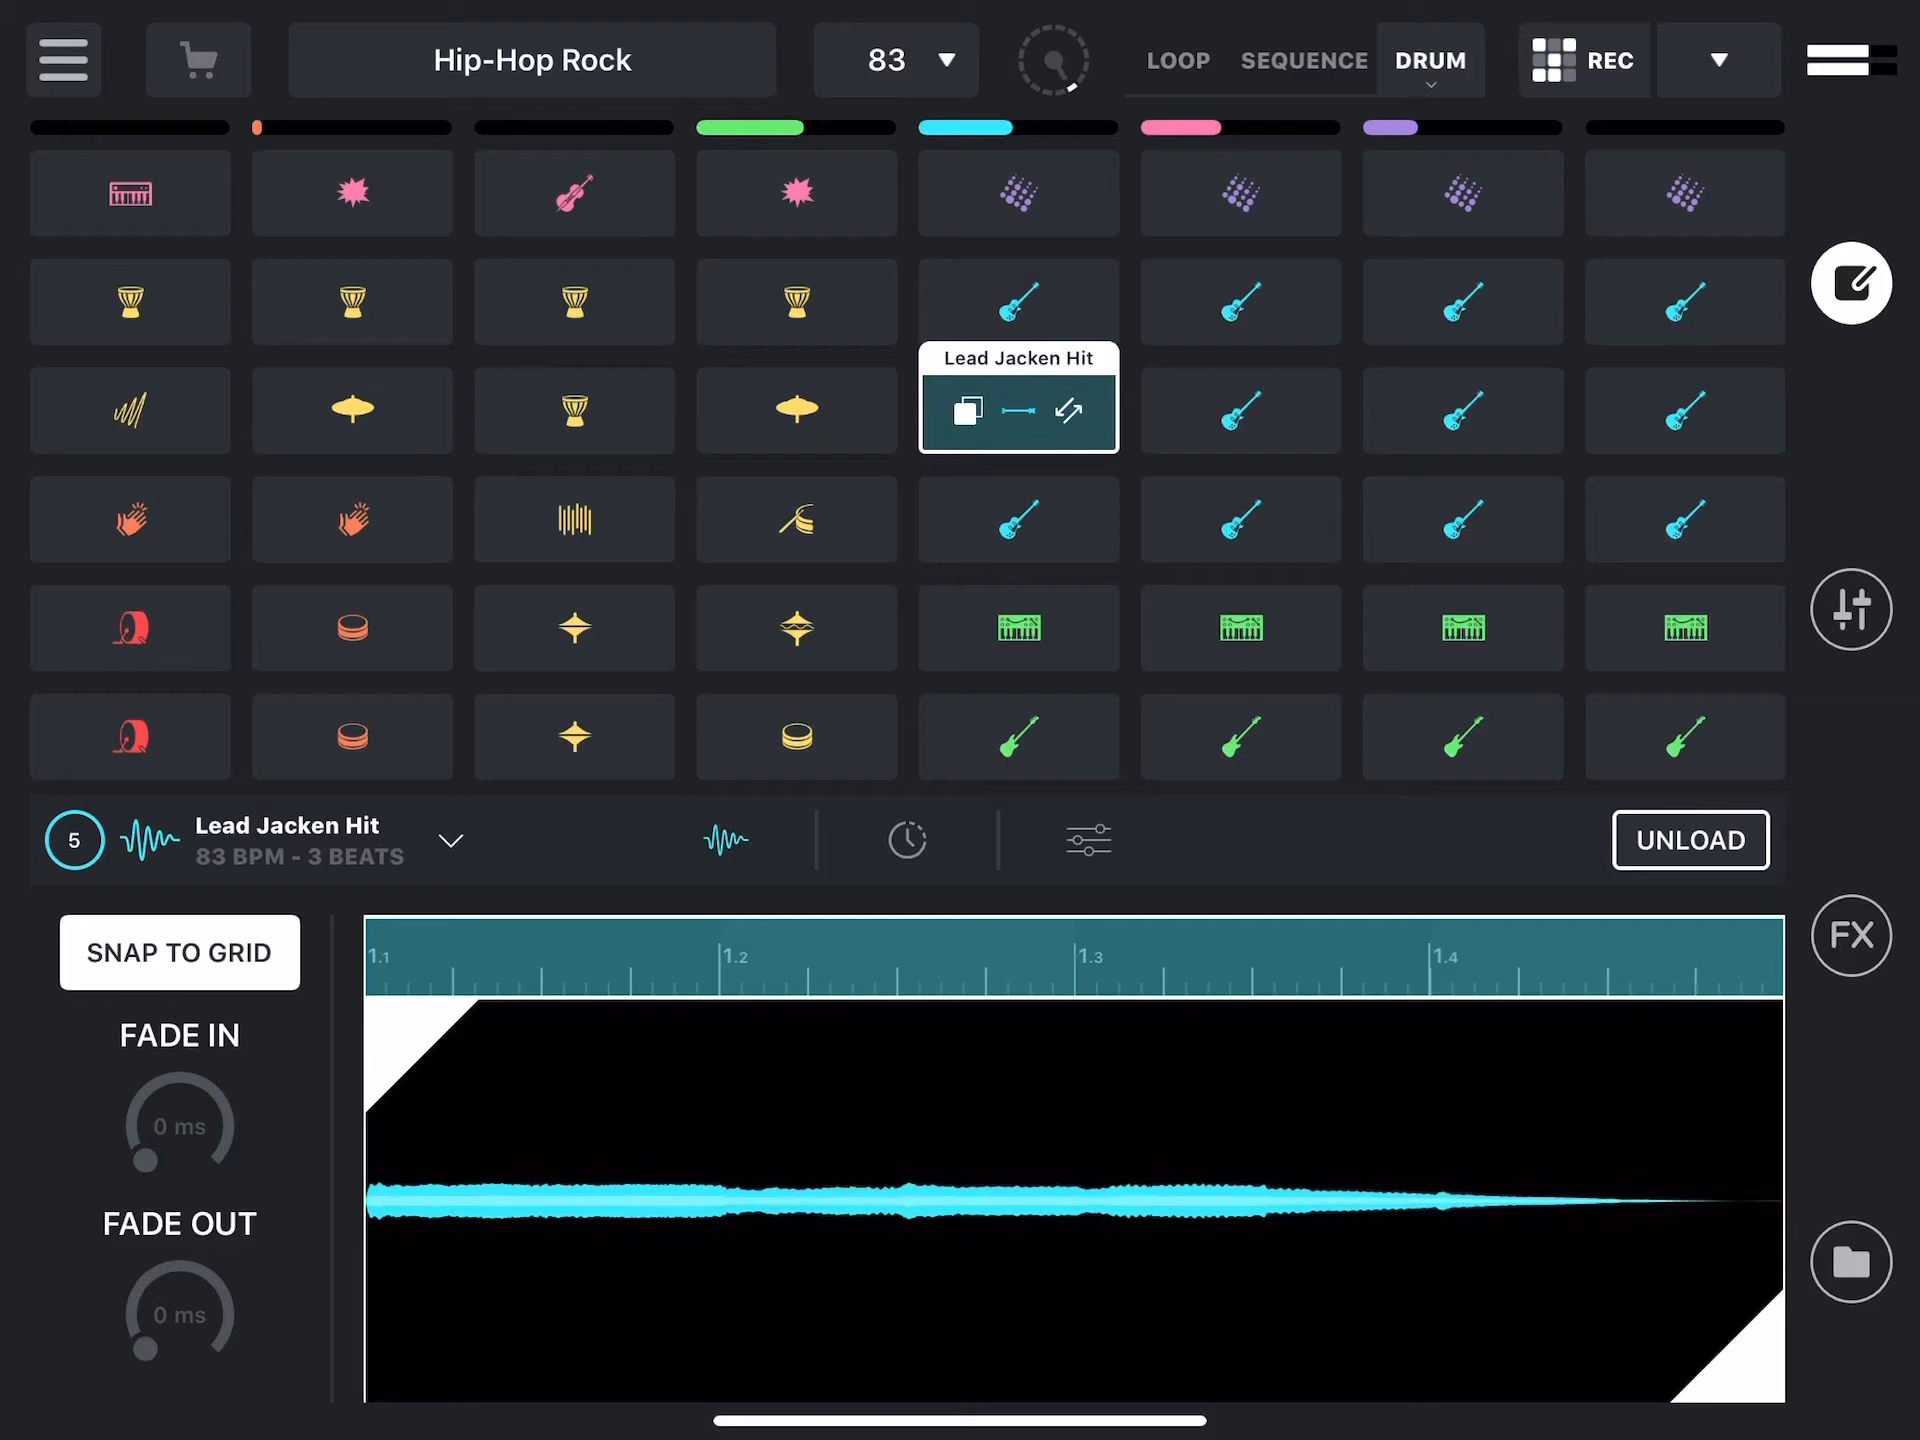 Hip-Hop Rock
83
LOOP
SEQUENCE
DRUM
REC
Lead Jacken Hit
5
Lead Jacken Hit
83 BPM - 3 BEATS
UNLOAD
SNAP TO GRID
1.1
1.2
1.3
1.4
FX
FADE IN
0 ms
FADE OUT
0 ms